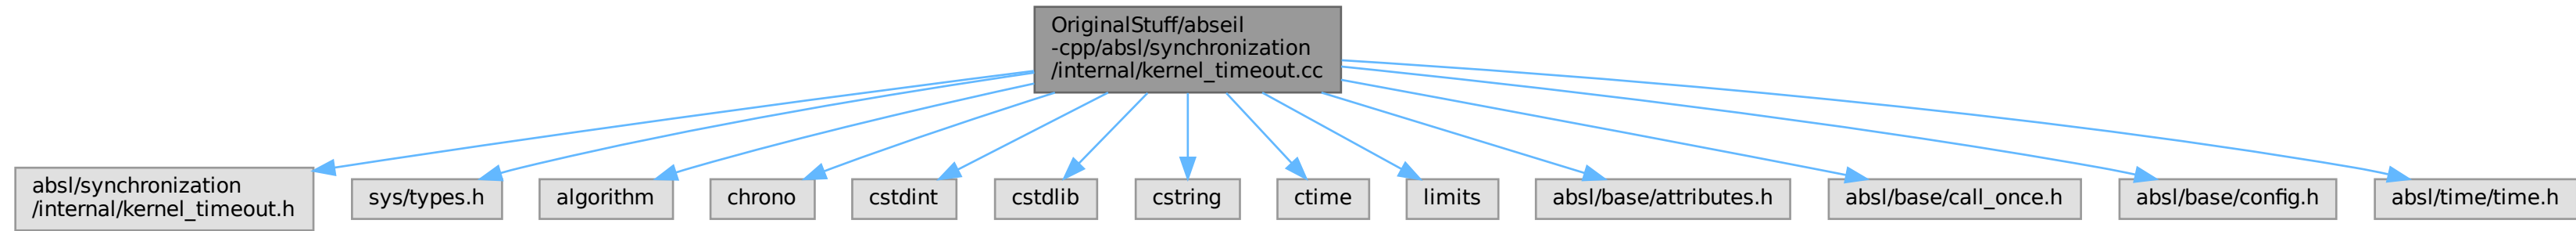 OriginalStuff/abseil
-cpp/absl/synchronization
/internal/kernel_timeout.cc
absl/synchronization
/internal/kernel_timeout.h
sys/types.h
algorithm
chrono
cstdint
cstdlib
cstring
ctime
limits
absl/base/attributes.h
absl/base/call_once.h
absl/base/config.h
absl/time/time.h